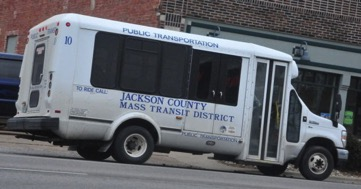 PUBLIC TRANSPORTATION
10
TO RIDE CALL:
JACKSON COUNTY
MASS TRANSIT DISTRICT
PUBLIC TRANSPORTATION